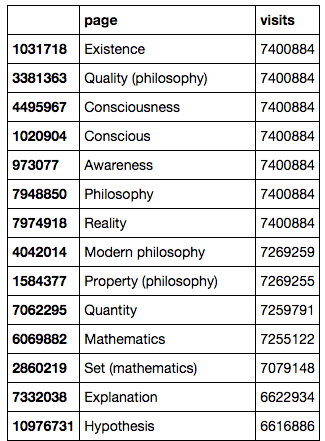 page visits
1031718 Existence 7400884
3381363 Quality (philosophy) 7400884
4495967 Consciousness 7400884
1020904 Conscious 7400884
973077 Awareness 7400884
7948850 Philosophy 7400884
7974918 Reality 7400884
4042014 Modern philosophy 7269259
1584377 Property (philosophy) 7269255
7062295 Quantity 7259791
6069882 Mathematics 7255122
2860219 Set (mathematics) 7079148
7332038 Explanation 6622934
10976731 Hypothesis 6616886